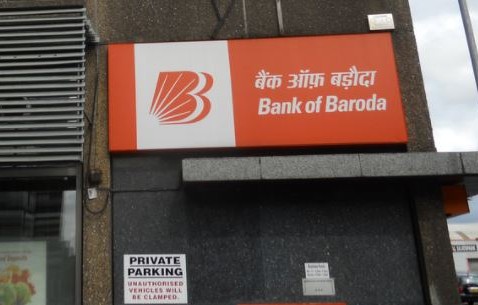 बैंक ऑफ़ बड़ौदा
Bank of Baroda
PRIVATE
PARKING
UNAUTHORISED
VEHICLES WILL
BE CLAMPED.